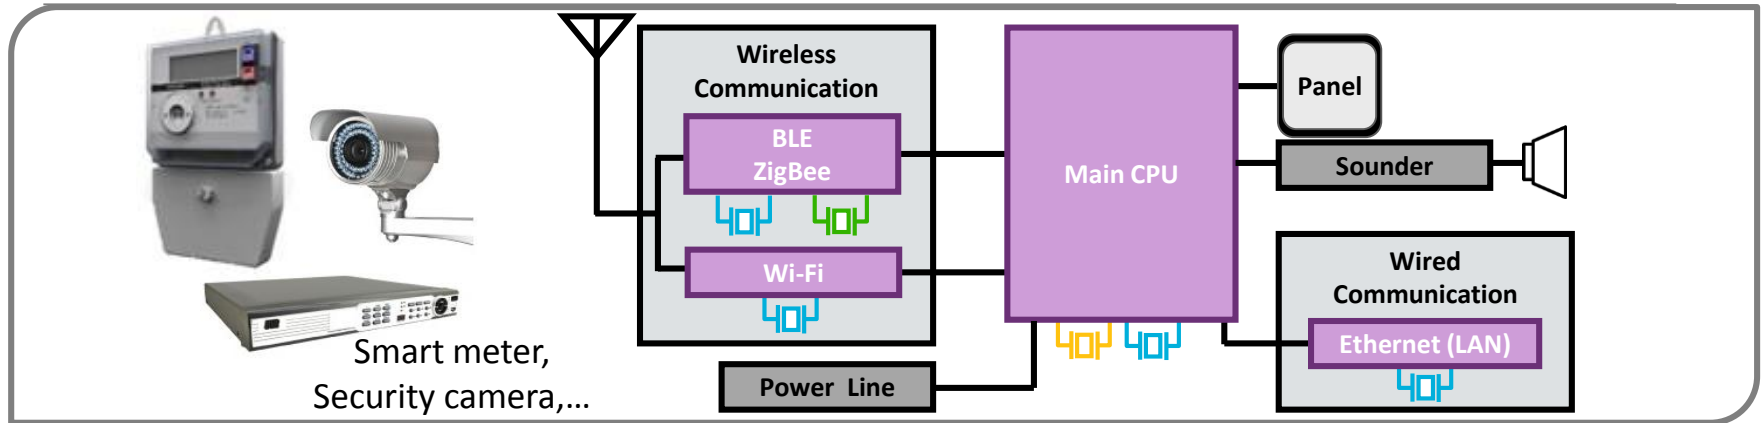 Smart meter,
Security camera,...
Wireless
Communication
BLE
ZigBee
Wi-Fi
Power Line
Main CPU
Panel
Sounder
Wired
Communication
Ethernet (LAN)